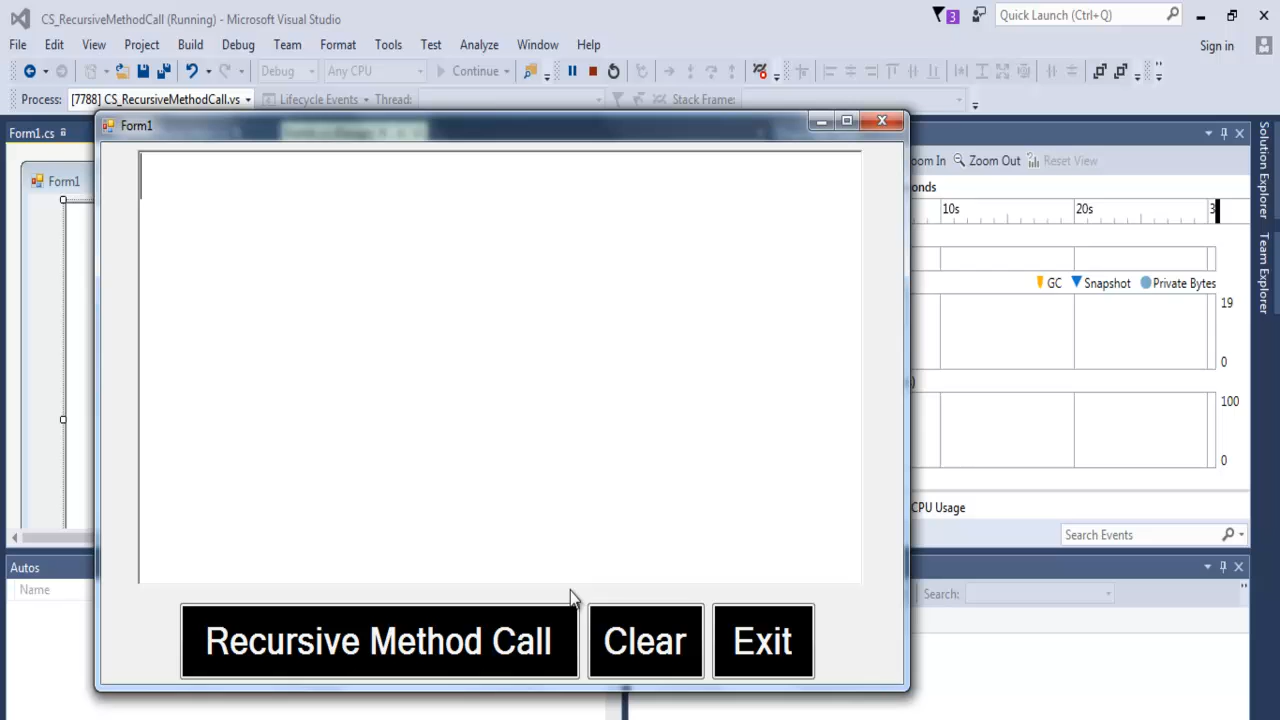 CS_RecursiveMethodCall (Running) - Microsoft Visual Studio
3
Quick Launch (Ctrl+Q)
File Edit View Project Build Debug Team Format Tools Test Analyze Window Help
Sign in
Debug Any CPU Continue
Process: [7788] CS_RecursiveMethodCall.vs Lifecycle Events Thread: Stack Frame:
Form1.cs
Form1
Form1
Zoom Out Reset View
10s 20s
GC Snapshot Private Bytes
19
0
100
0
CPU Usage
Search Events
Solution Explorer
Team Explorer
Autos
Name
Search:
Recursive Method Call Clear Exit